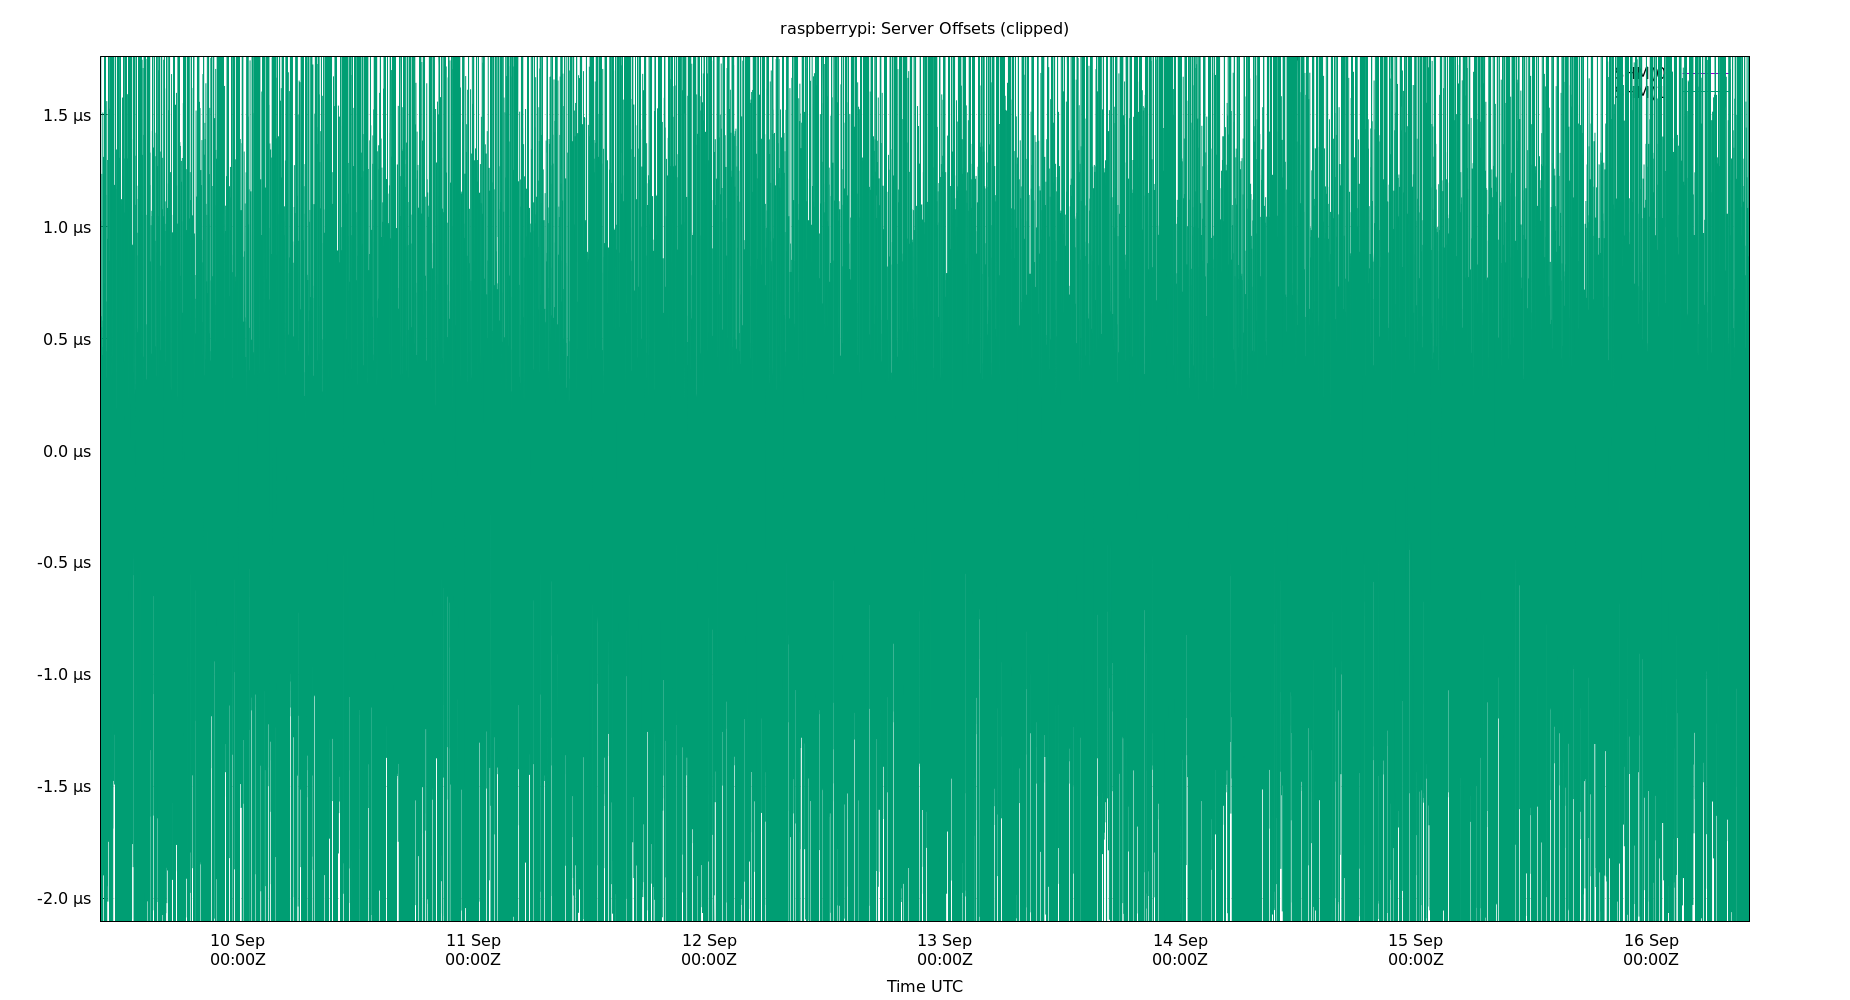 raspberrypi: Server Offsets (clipped)
1.5 µs
1.0 µs
0.5 µs
0.0 µs
-0.5 µs
-1.0 µs
-1.5 µs
-2.0 µs
10 Sep
00:00Z
11 Sep
00:00Z
12 Sep
00:00Z
13 Sep
00:00Z
14 Sep
00:00Z
15 Sep
00:00Z
16 Sep
00:00Z
Time UTC